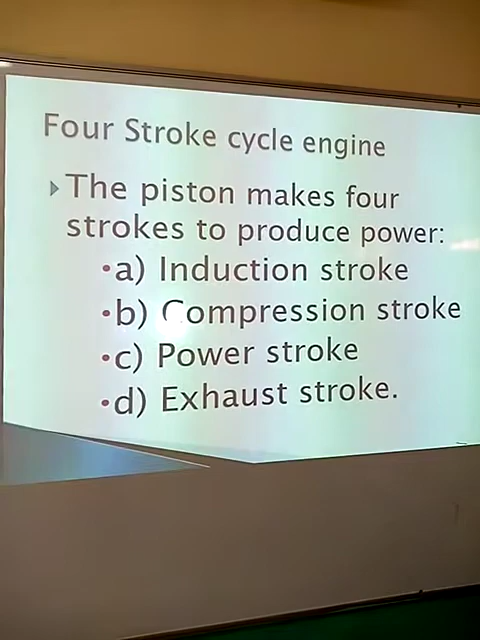 Four Stroke cycle engine
The piston makes four
strokes to produce power:
•a) Induction stroke
•b) Compression stroke
•c) Power stroke
•d) Exhaust stroke.